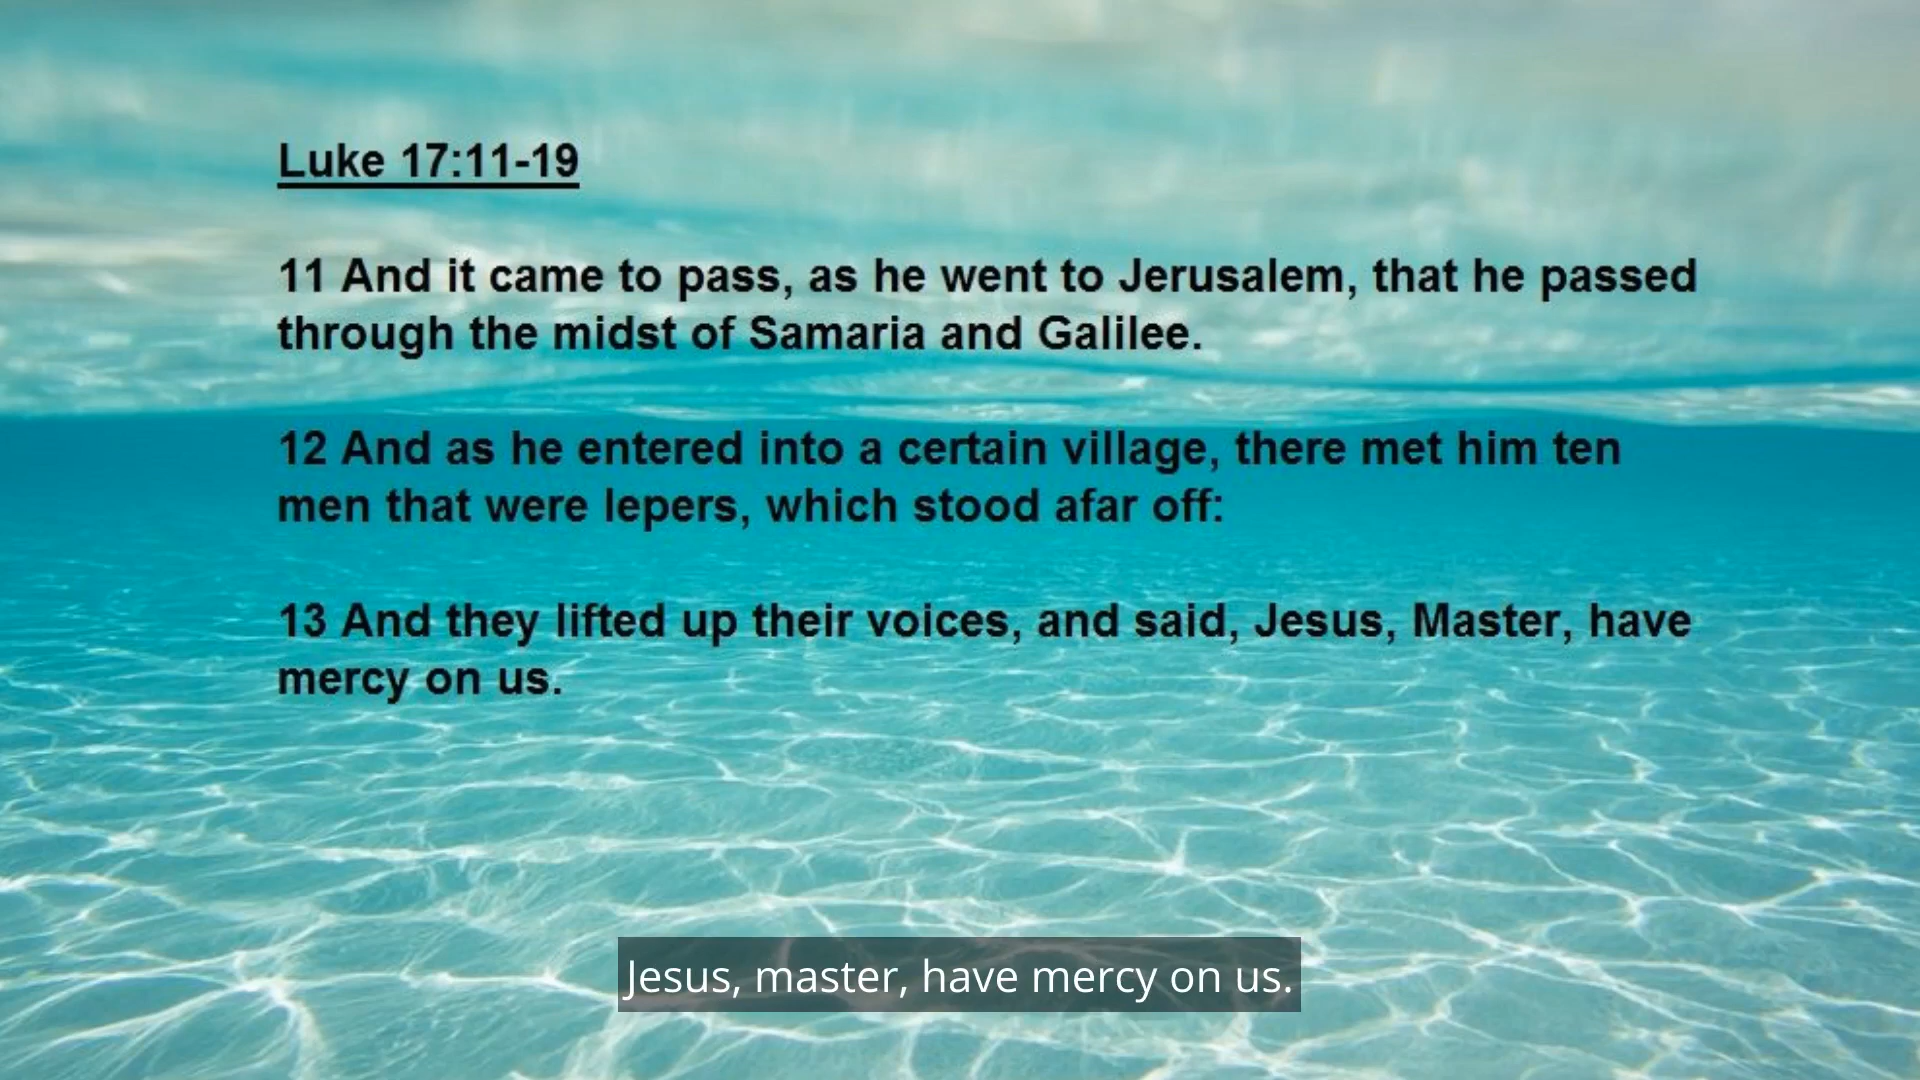 Luke 17:11-19
11 And it came to pass, as he went to Jerusalem, that he passed
through the midst of Samaria and Galilee.
12 And as he entered into a certain village, there met him ten
men that were lepers, which stood afar off:
13 And they lifted up their voices, and said, Jesus, Master, have
mercy on us.
Jesus, master, have mercy on us.